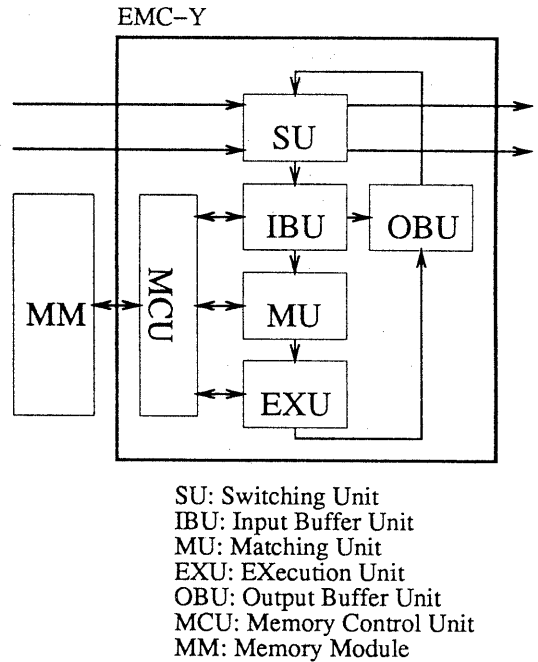 EMC-Y
SU
IBU
OBU
MCU
MM
MU
EXU
SU: Switching Unit
IBU: Input Buffer Unit
MU: Matching Unit
EXU: EXecution Unit
OBU: Output Buffer Unit
MCU: Memory Control Unit
MM: Memory Module